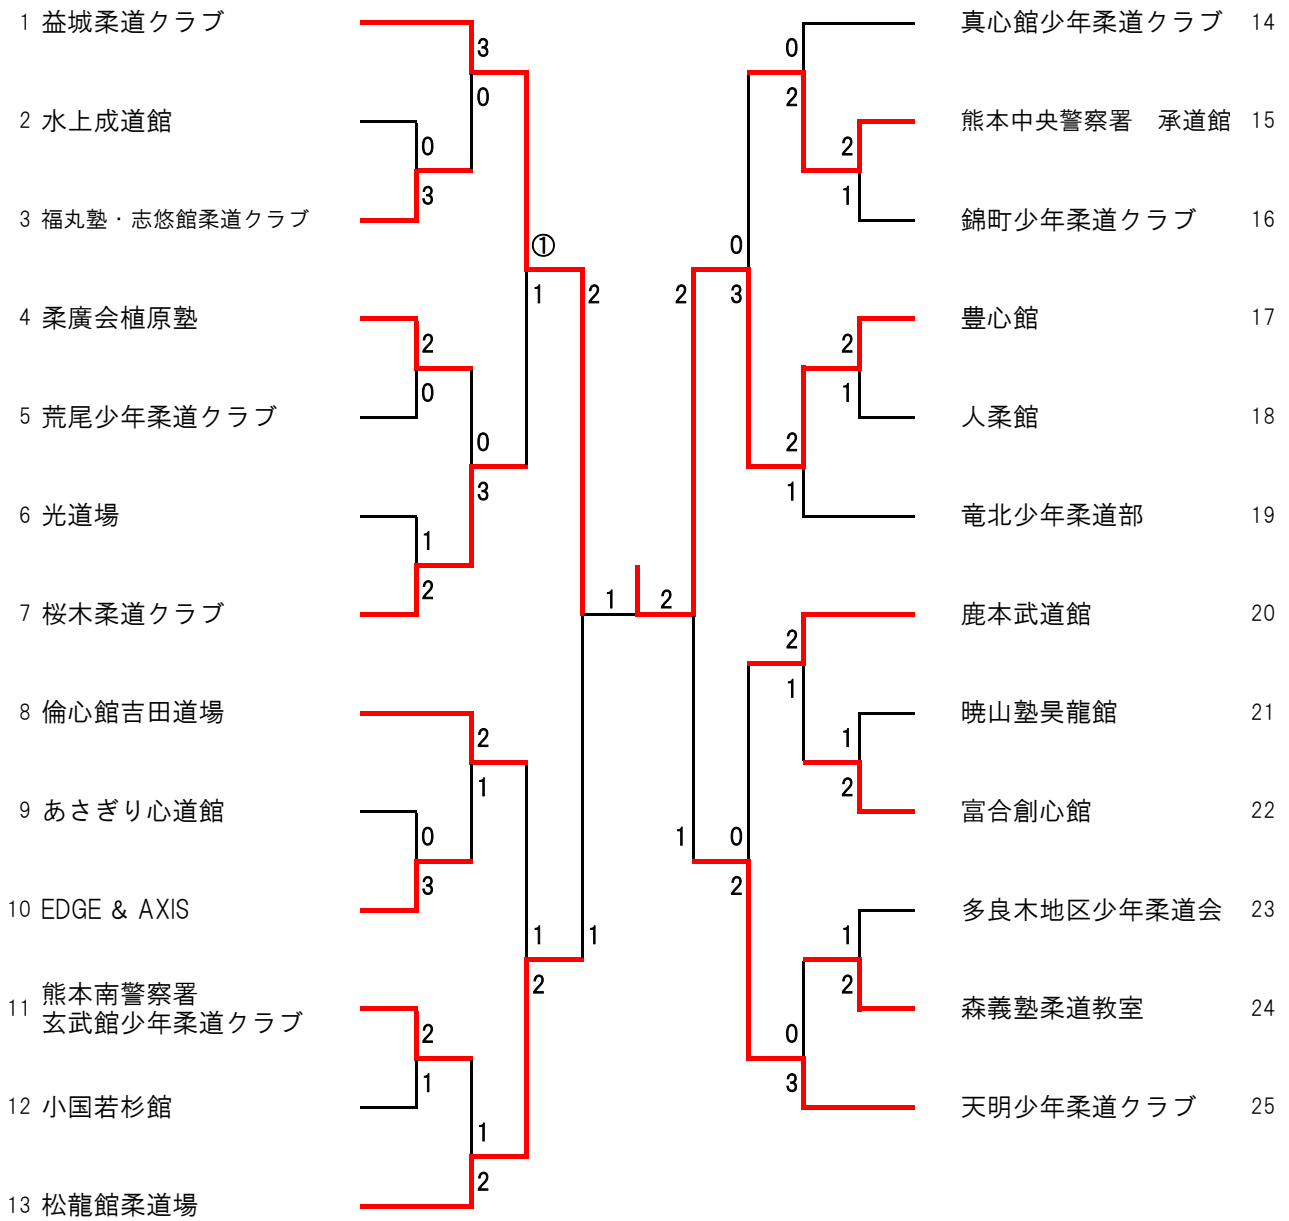 1 益城柔道クラブ
2 水上成道館
3 福丸塾・志悠館柔道クラブ
4 柔廣会植原塾
5 荒尾少年柔道クラブ
6 光道場
7 桜木柔道クラブ
8 倫心館吉田道場
9 あさぎり心道館
10 EDGE & AXIS
11 熊本南警察署
玄武館少年柔道クラブ
12 小国若杉館
13 松龍館柔道場
3
0
0
3
①
1
2
0
0
3
1
2
2
2
1
0
3
1
2
1
2
1
1
2
1
2
0
2
2
1
0
3
2
2
1
2
1
2
1
1
2
1
0
2
1
2
0
3
真心館少年柔道クラブ 14
熊本中央警察署 承道館 15
錦町少年柔道クラブ 16
豊心館 17
人柔館 18
竜北少年柔道部 19
鹿本武道館 20
暁山塾昊龍館 21
富合創心館 22
多良木地区少年柔道会 23
森義塾柔道教室 24
天明少年柔道クラブ 25